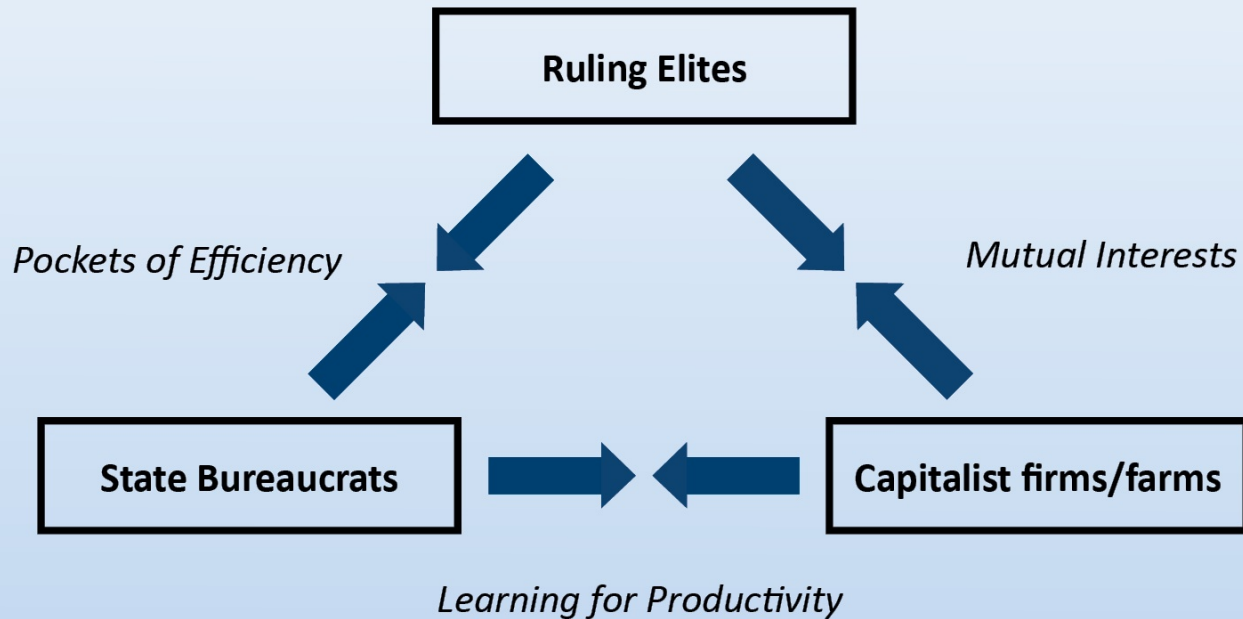 Ruling Elites
Pockets of Efficiency
Mutual Interests
State Bureaucrats
Capitalist firms/farms
Learning for Productivity